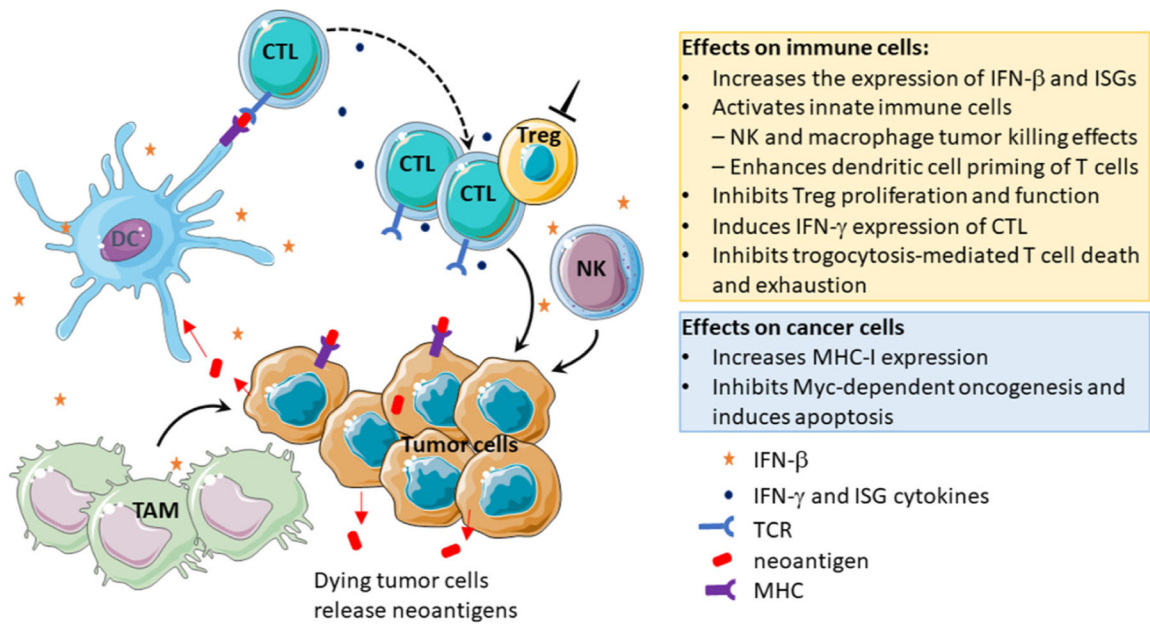 CTL
CTL
CTL
Treg
DC
NK
Tumor cells
TAM
Dying tumor cells
release neoantigens
Effects on immune cells:
• Increases the expression of IFN-β and ISGs
• Activates innate immune cells
– NK and macrophage tumor killing effects
– Enhances dendritic cell priming of T cells
• Inhibits Treg proliferation and function
• Induces IFN-γ expression of CTL
• Inhibits trogocytosis-mediated T cell death
and exhaustion
Effects on cancer cells
• Increases MHC-I expression
• Inhibits Myc-dependent oncogenesis and
induces apoptosis
IFN-β
IFN-γ and ISG cytokines
TCR
neoantigen
MHC